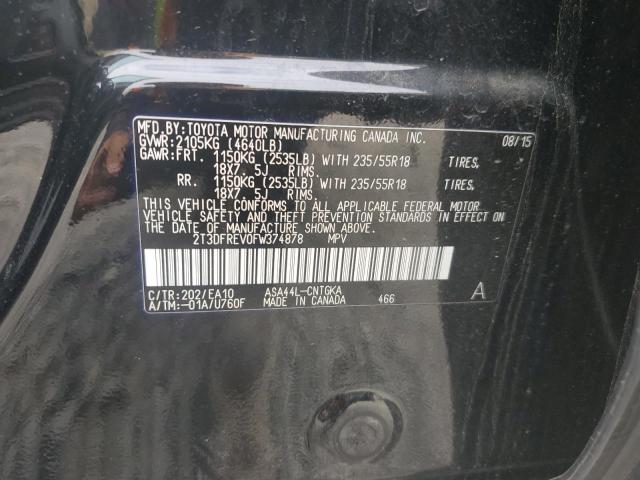 MFD.BY:TOYOTA MOTOR MANUFACTURING CANADA INC. 08/15
GVWR:2105KG (4640LB)
GAWR:FRT. 1150KG (2535LB) WITH 235/55R18 TIRES,
18X7. 5J RIMS.
RR. 1150KG (2535LB) WITH 235/55R18 TIRES,
18X7. 5J RIMS.
THIS VEHICLE CONFORMS TO ALL APPLICABLE FEDERAL MOTOR
VEHICLE SAFETY AND THEFT PREVENTION STANDARDS IN EFFECT ON
THE DATE OF MANUFACTURE SHOWN ABOVE.
2T3DFREV0FW374878 MPV
C/TR:202/EA10 ASA44L-CNTGKA
A/TM:-01A/U760F MADE IN CANADA 466 A